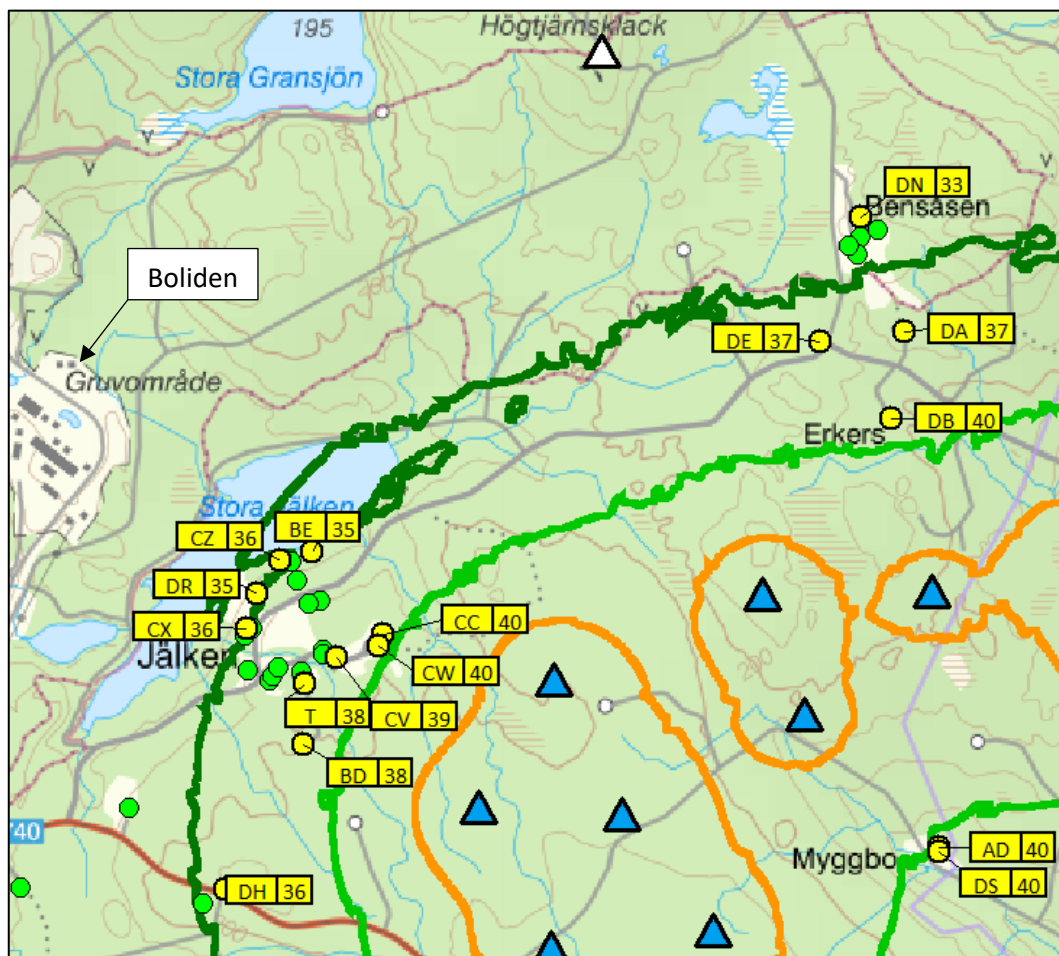 195
Högtjärnsklack
Stora Gransjön
v
v
v
DN 33
Bensåsen
Boliden
v
v
DE 37
DA 37
Gruvområde
DB 40
Erkers
Stora Jälken
CZ 36
BE 35
DR 35
CX 36
CC 40
Jälken
CW 40
T 38
CV 39
BD 38
740
Myggbo
AD 40
DS 40
DH 36